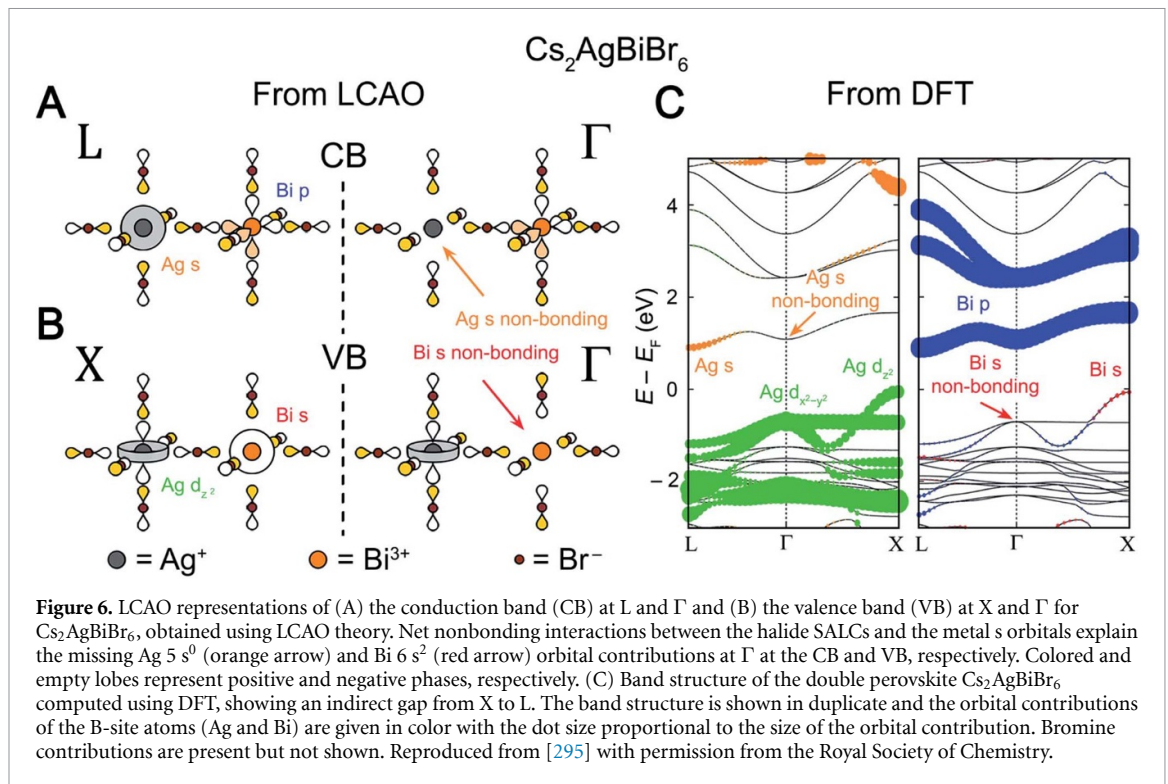 Cs₂AgBiBr₆
From LCAO
From DFT
A
L
CB
Γ
Bi p
Ag s
Ag s non-bonding
B
X
VB
Γ
Bi s non-bonding
Bi s
Ag d_z²
= Ag⁺
= Bi³⁺
= Br⁻
C
E − E_F (eV)
4
2
0
−2
Ag s
non-bonding
Ag s
Ag d_z²
Ag d_x²−y²
L
Γ
X
Bi p
Bi s
non-bonding
Bi s
L
Γ
X
Figure 6. LCAO representations of (A) the conduction band (CB) at L and Γ and (B) the valence band (VB) at X and Γ for
Cs₂AgBiBr₆, obtained using LCAO theory. Net nonbonding interactions between the halide SALCs and the metal s orbitals explain
the missing Ag 5 s⁰ (orange arrow) and Bi 6 s² (red arrow) orbital contributions at Γ at the CB and VB, respectively. Colored and
empty lobes represent positive and negative phases, respectively. (C) Band structure of the double perovskite Cs₂AgBiBr₆
computed using DFT, showing an indirect gap from X to L. The band structure is shown in duplicate and the orbital contributions
of the B-site atoms (Ag and Bi) are given in color with the dot size proportional to the size of the orbital contribution. Bromine
contributions are present but not shown. Reproduced from [295] with permission from the Royal Society of Chemistry.